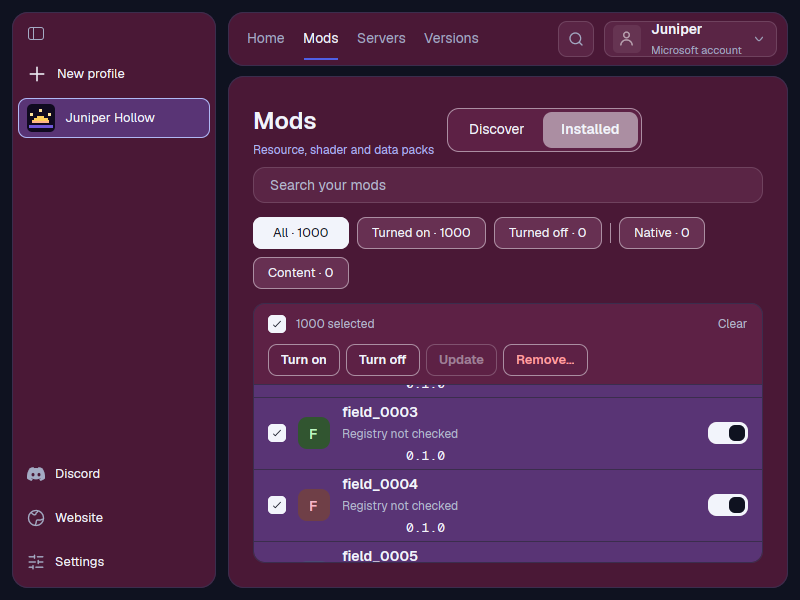 New profile
Juniper Hollow
Discord
Website
Settings
Home
Mods
Servers
Versions
Juniper
Microsoft account
Mods
Resource, shader and data packs
Discover
Installed
Search your mods
All · 1000
Turned on · 1000
Turned off · 0
Native · 0
Content · 0
1000 selected
Clear
Turn on
Turn off
Update
Remove…
0.1.0
F
field_0003
Registry not checked
0.1.0
F
field_0004
Registry not checked
0.1.0
field_0005